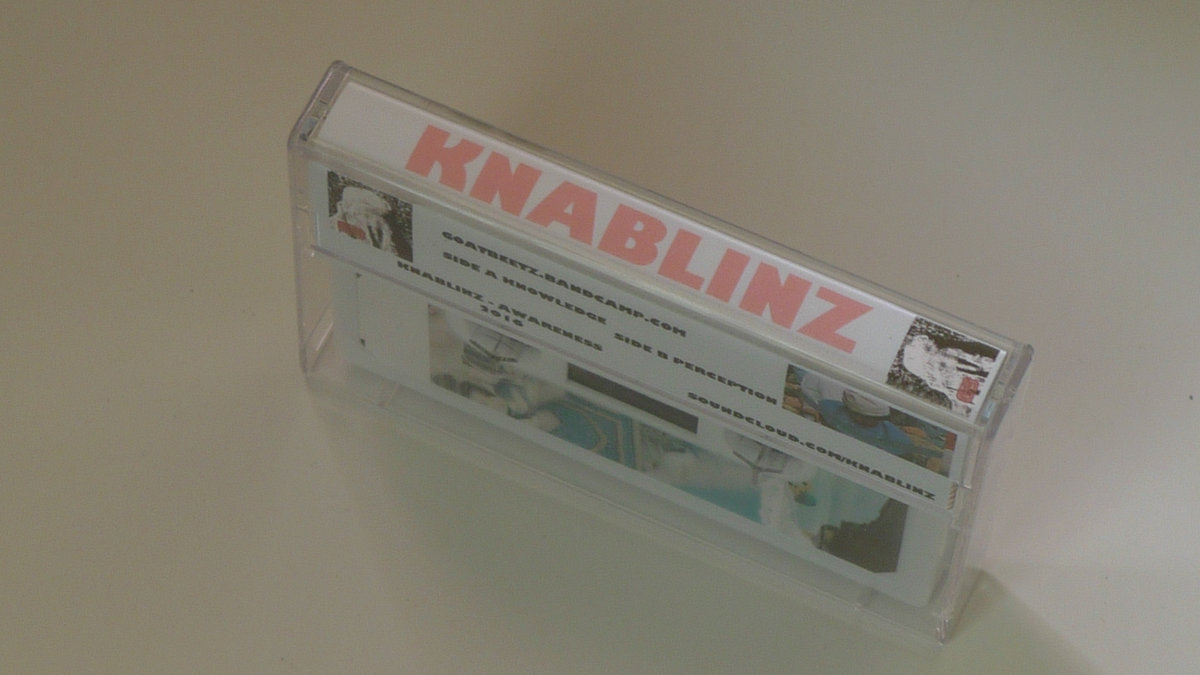 KNABLINZ
GOATBEETZ.BANDCAMP.COM
SIDE A KNOWLEDGE SIDE B PERCEPTION
KNABLINZ - AWARENESS
2016
SOUNDCLOUD.COM/KNABLINZ